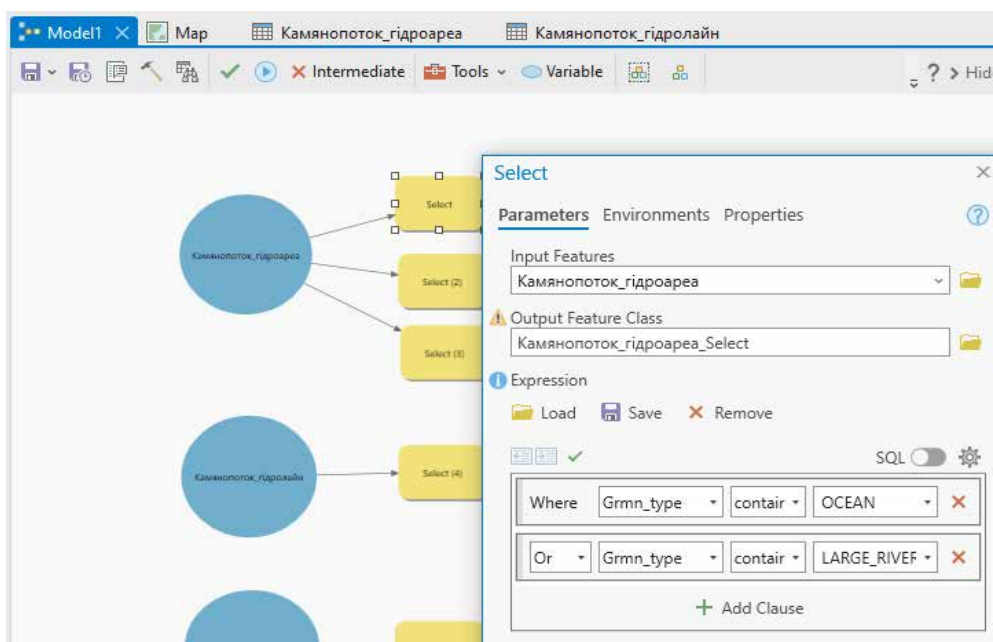 Model1 Map Камянопоток_гідроареа Камянопоток_гідролайн
Intermediate Tools Variable ? Hid
Select
Parameters Environments Properties
Input Features
Камянопоток_гідроареа
Output Feature Class
Камянопоток_гідроареа_Select
Expression
Load Save Remove
SQL
Where Grmn_type contair OCEAN
Or Grmn_type contair LARGE_RIVER
Add Clause
Камянопоток_гідроареа
Select
Select (2)
Select (3)
Камянопоток_гідролайн
Select (4)